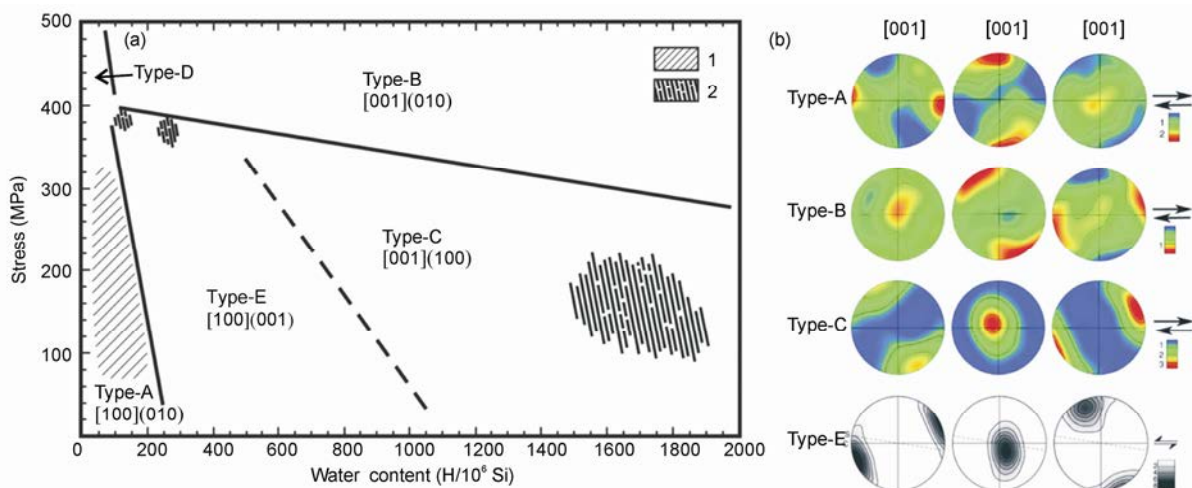 (a)
500
400
300
200
100
0
Stress (MPa)
0 200 400 600 800 1000 1200 1400 1600 1800 2000
Water content (H/10⁶ Si)
Type-D
Type-B
[001](010)
1
2
Type-C
[001](100)
Type-E
[100](001)
Type-A
[100](010)
(b)
[001] [001] [001]
Type-A
1
2
Type-B
1
Type-C
1
2
3
Type-E